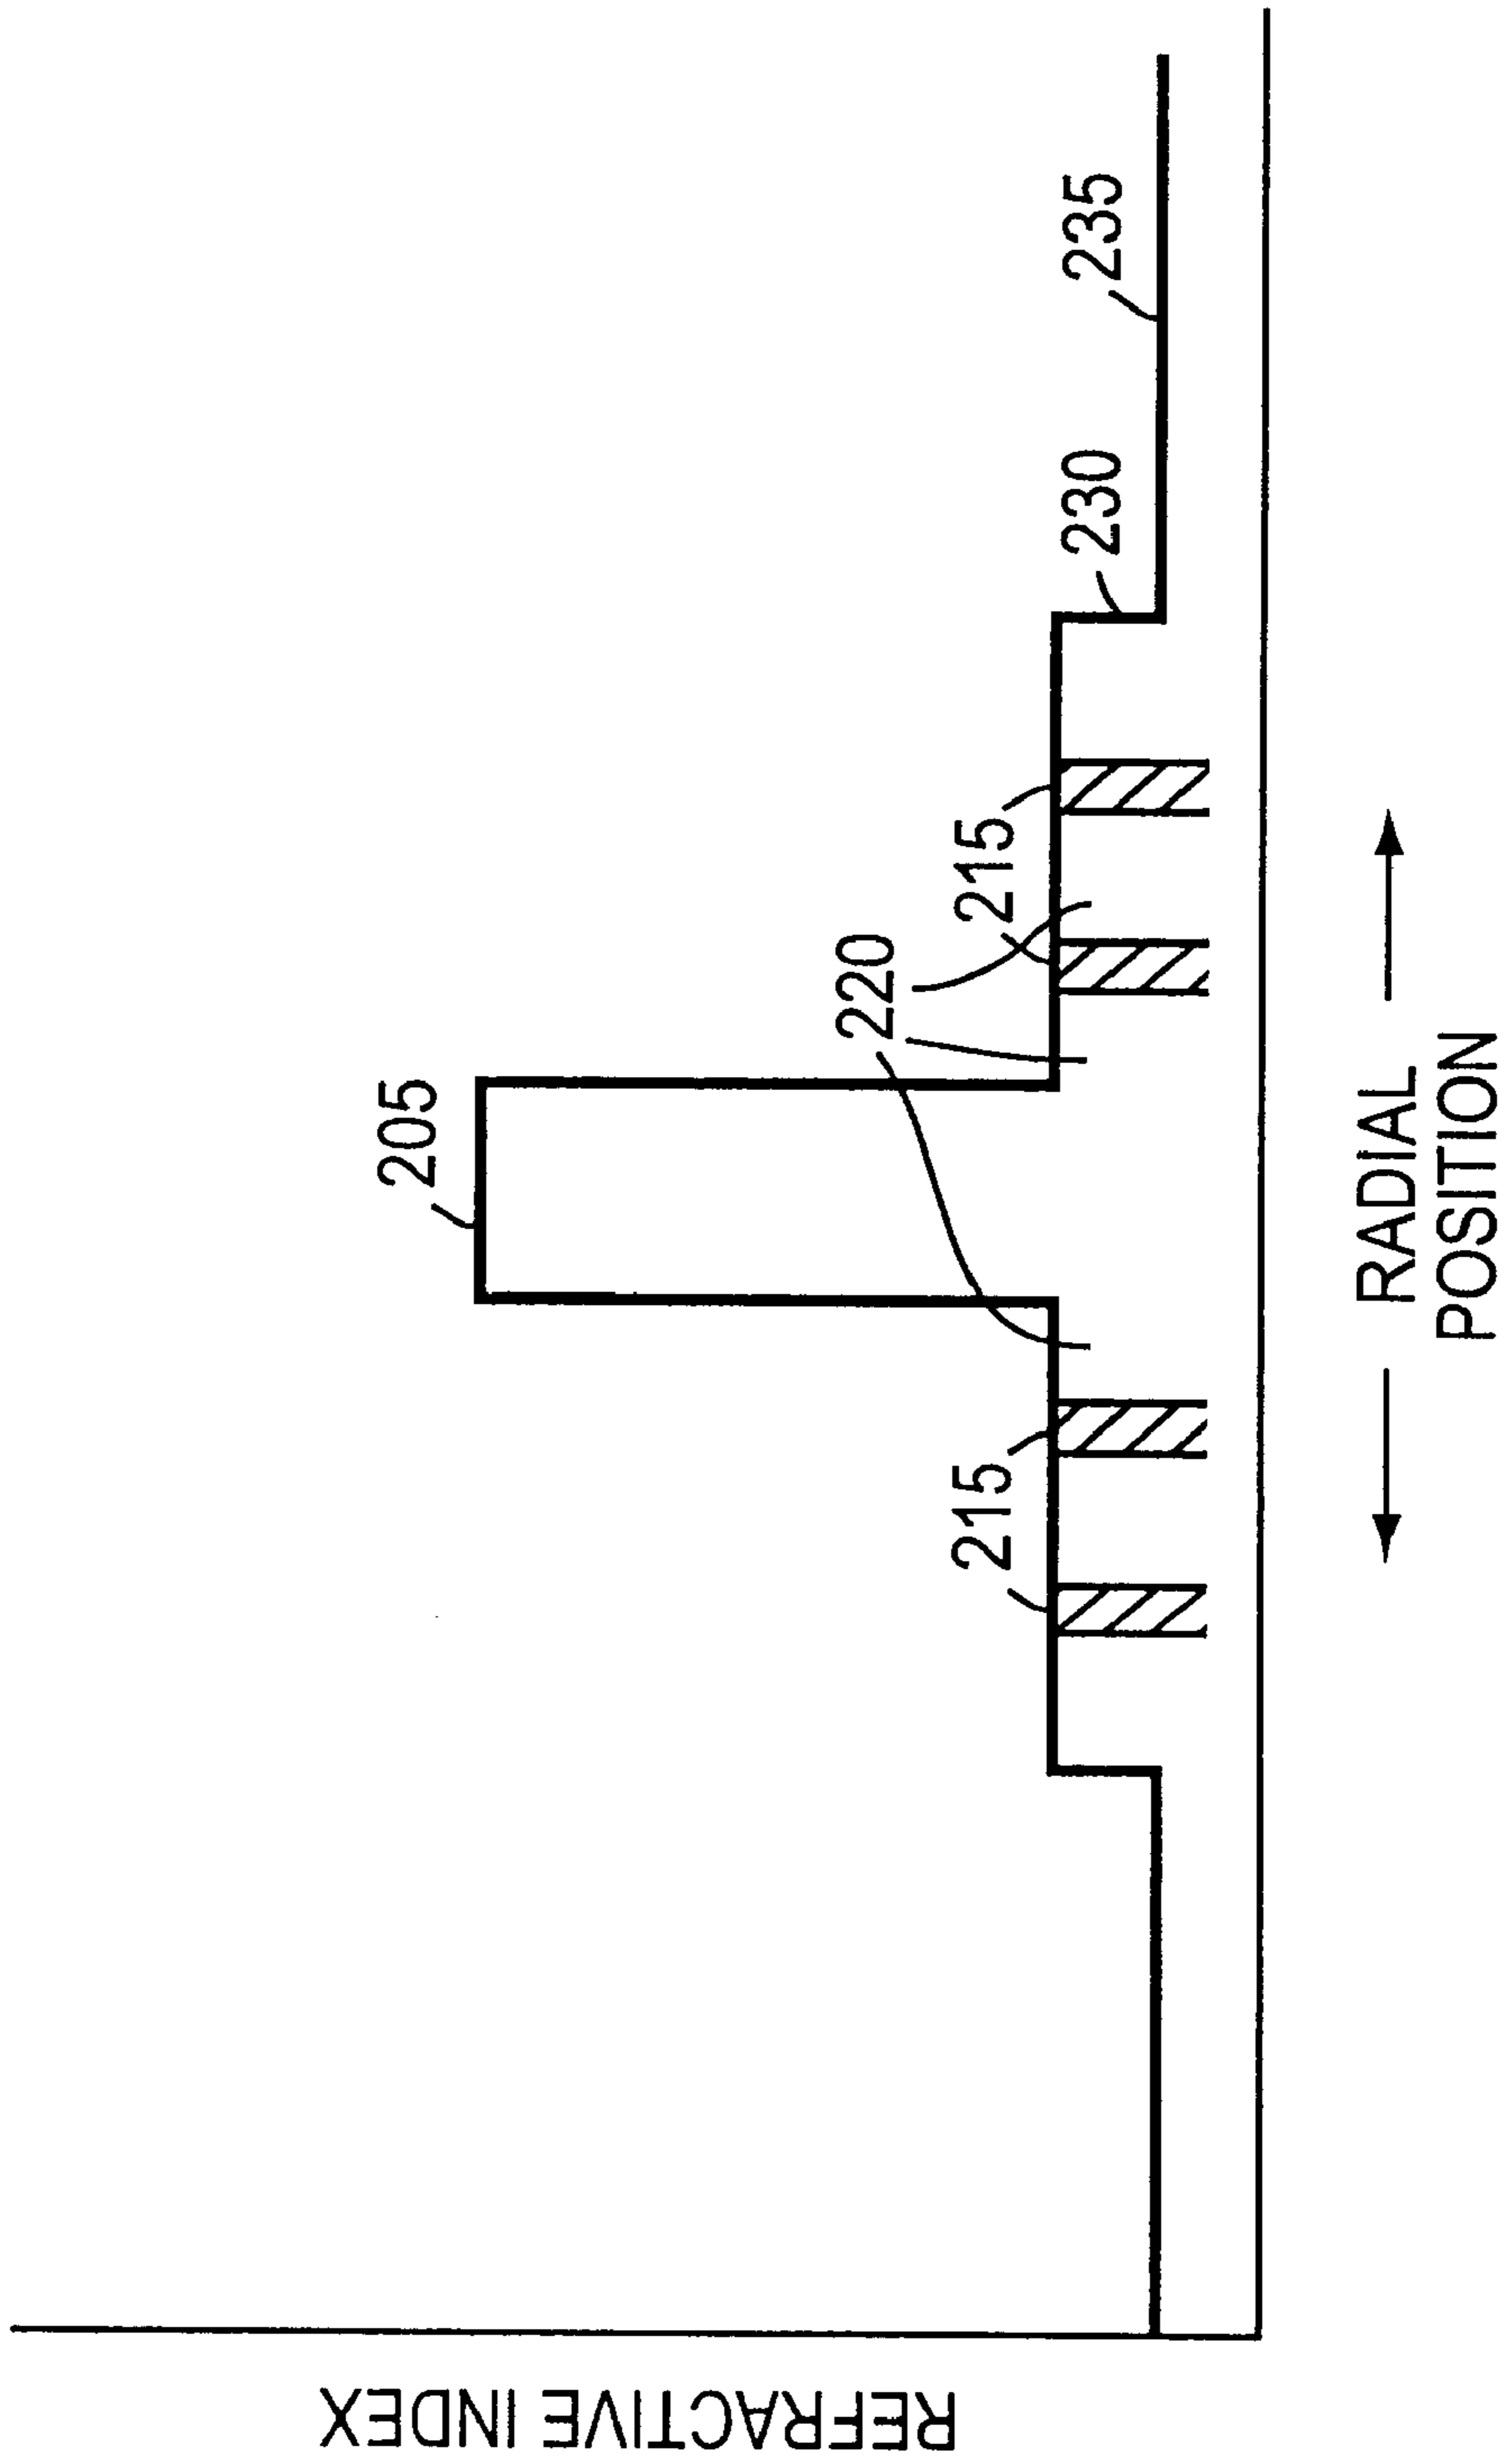 REFRACTIVE INDEX
205
220
215
215
230
235
RADIAL
POSITION